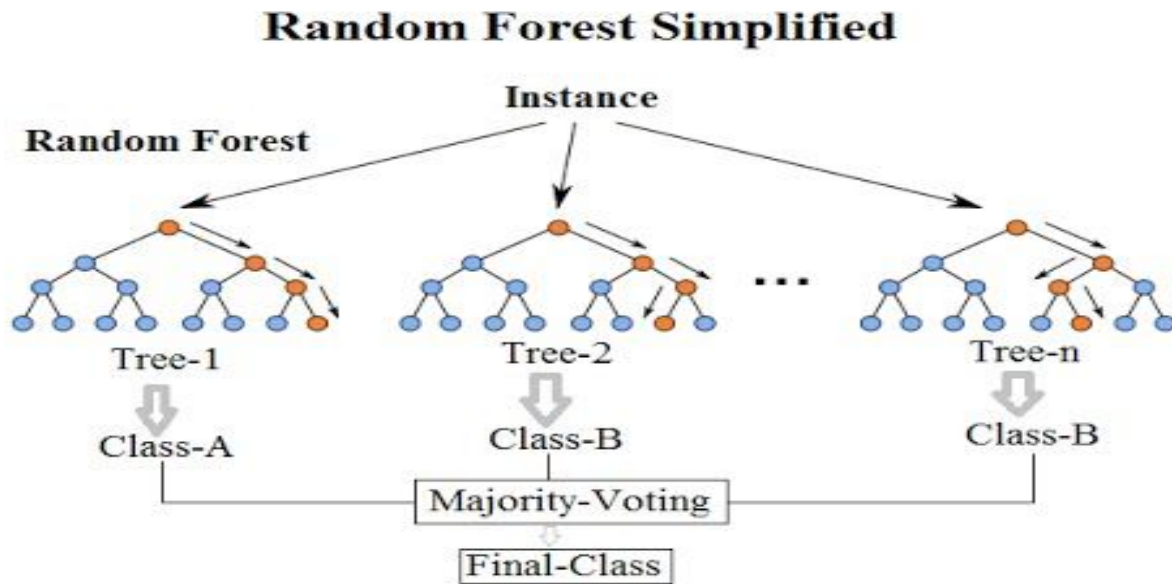 Random Forest Simplified
Instance
Random Forest
...
Tree-1
Tree-2
Tree-n
Class-A
Class-B
Class-B
Majority-Voting
Final-Class